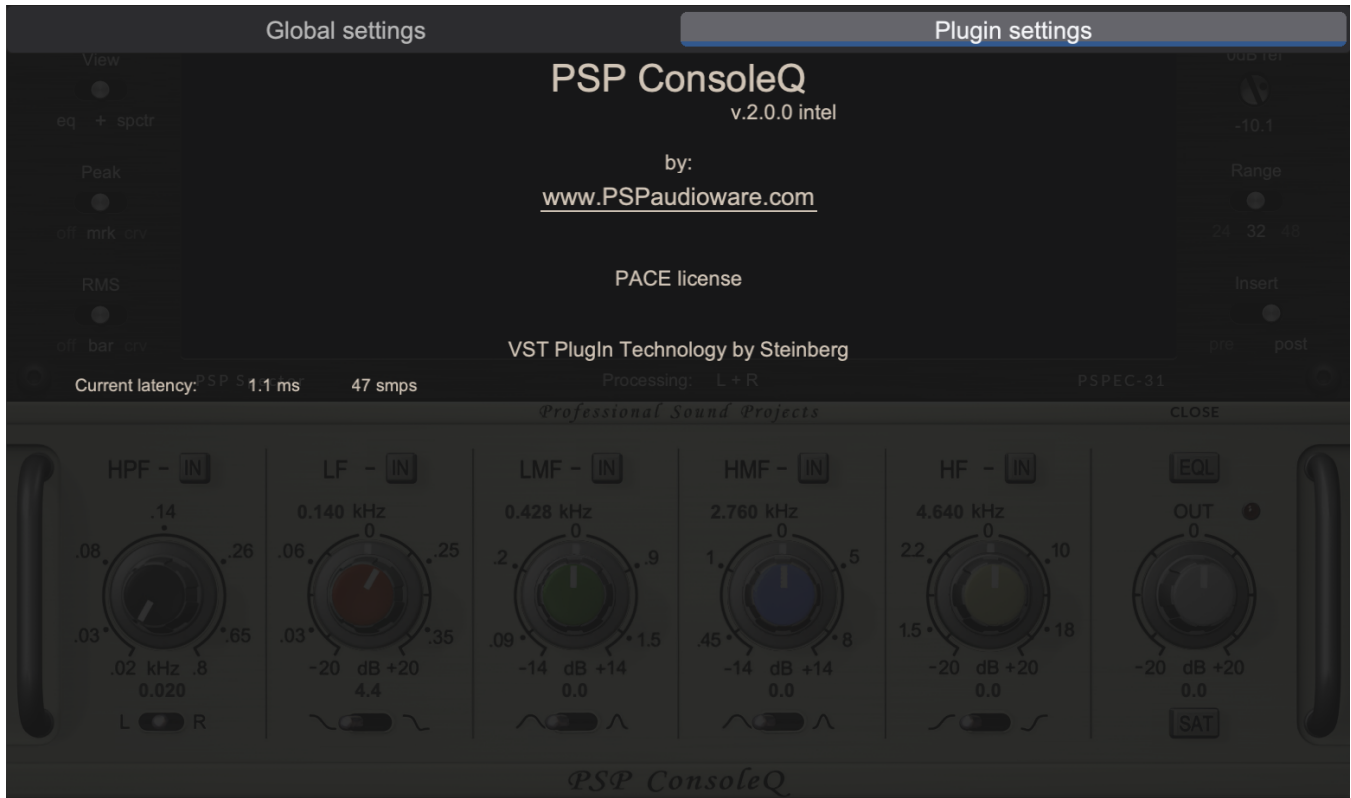 Global settings Plugin settings
View 0dB ref
PSP ConsoleQ
v.2.0.0 intel
eq + spctr -10.1
by:
Peak Range
www.PSPaudioware.com
off mrk crv 24 32 48
PACE license
RMS Insert
off bar crv pre post
VST PlugIn Technology by Steinberg
Current latency: 1.1 ms 47 smps Processing: L + R PSPEC-31
Professional Sound Projects CLOSE
HPF - IN LF - IN LMF - IN HMF - IN HF - IN EQL
.14 0.140 kHz 0.428 kHz 2.760 kHz 4.640 kHz OUT
0 0 0 0 0
.08 .26 .06 .25 .2 .9 1 5 2.2 10
.03 .65 .03 .35 .09 1.5 .45 8 1.5 18
.02 kHz .8 -20 dB +20 -14 dB +14 -14 dB +14 -20 dB +20 -20 dB +20
0.020 4.4 0.0 0.0 0.0 0.0
L R SAT
PSP ConsoleQ